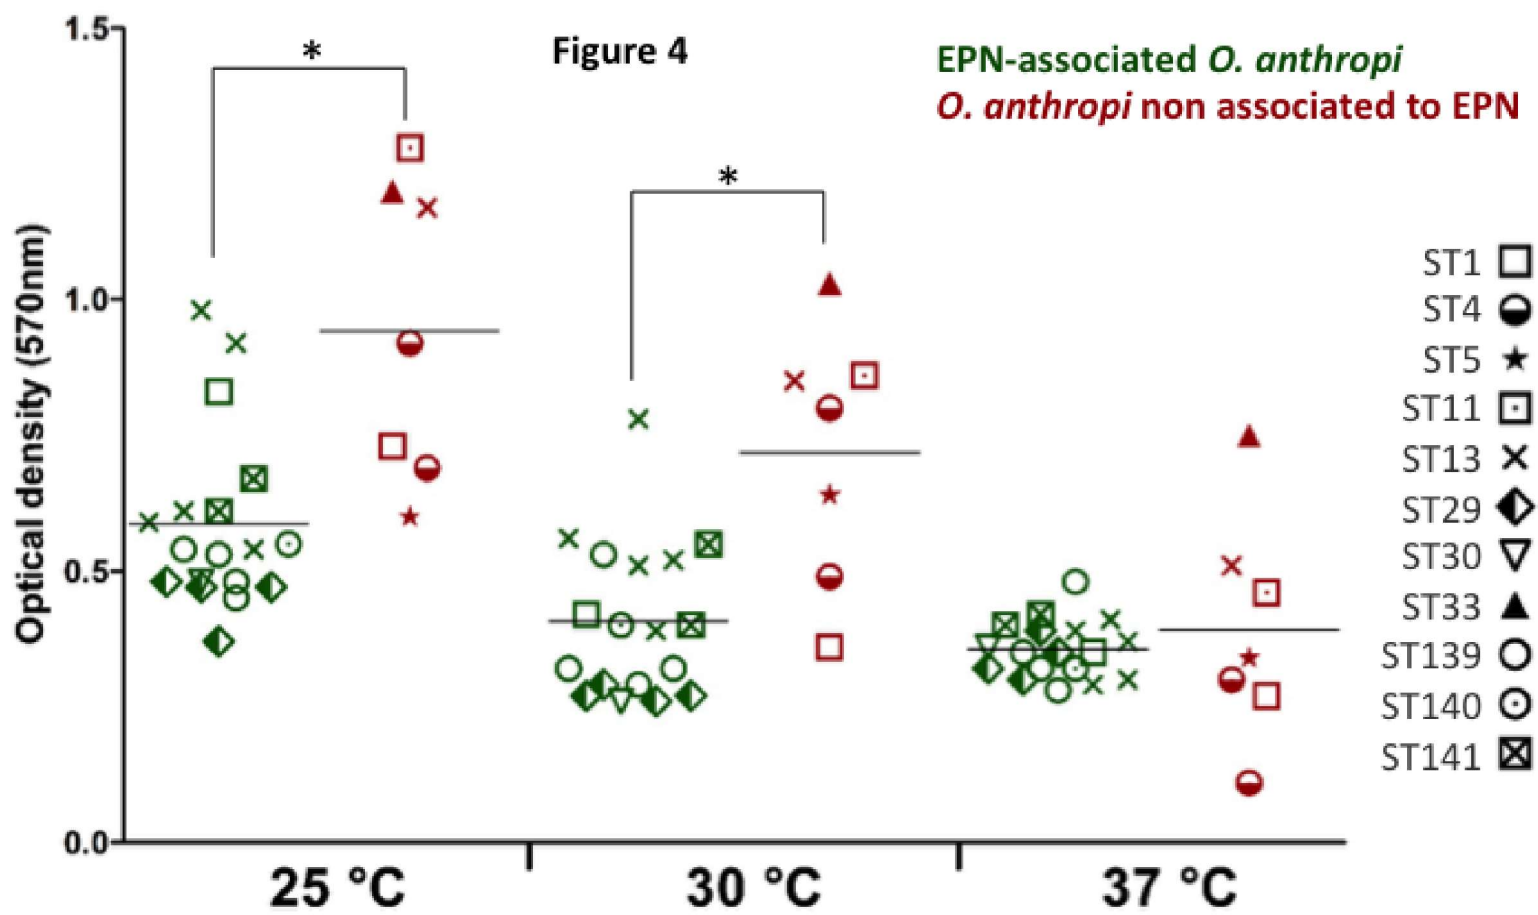 Figure 4
EPN-associated O. anthropi
O. anthropi non associated to EPN
*
*
Optical density (570nm)
1.5
1.0
0.5
0.0
25 °C
30 °C
37 °C
ST1
ST4
ST5
ST11
ST13
ST29
ST30
ST33
ST139
ST140
ST141